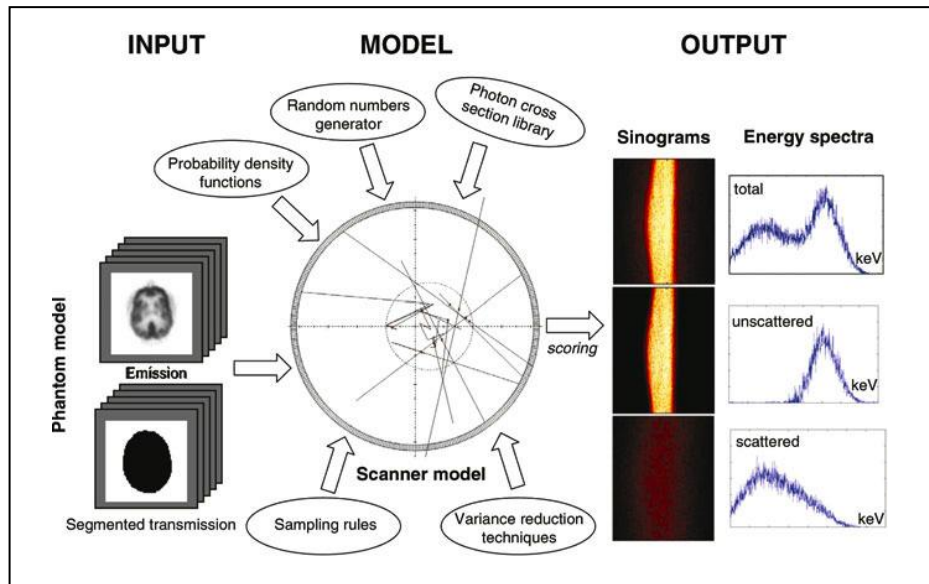 INPUT
MODEL
OUTPUT
Random numbers
generator
Photon cross
section library
Probability density
functions
Sinograms
Energy spectra
total
keV
Phantom model
Emission
scoring
unscattered
keV
Scanner model
scattered
keV
Segmented transmission
Sampling rules
Variance reduction
techniques